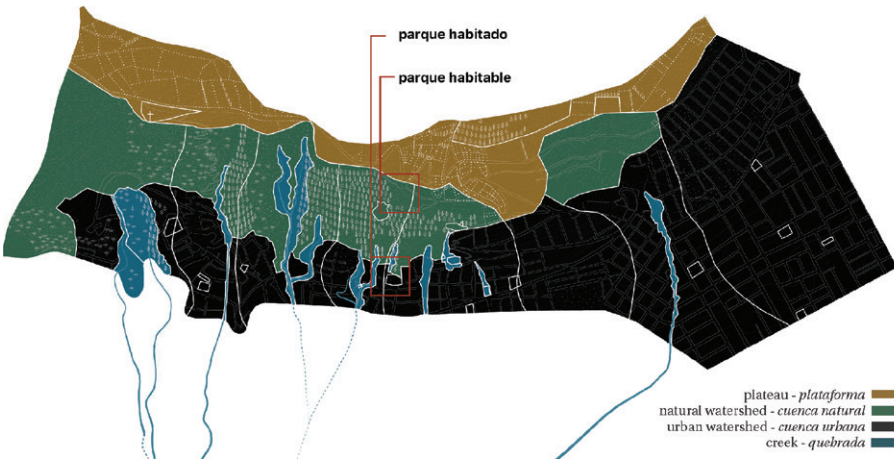 parque habitado
parque habitable
plateau - plataforma
natural watershed - cuenca natural
urban watershed - cuenca urbana
creek - quebrada